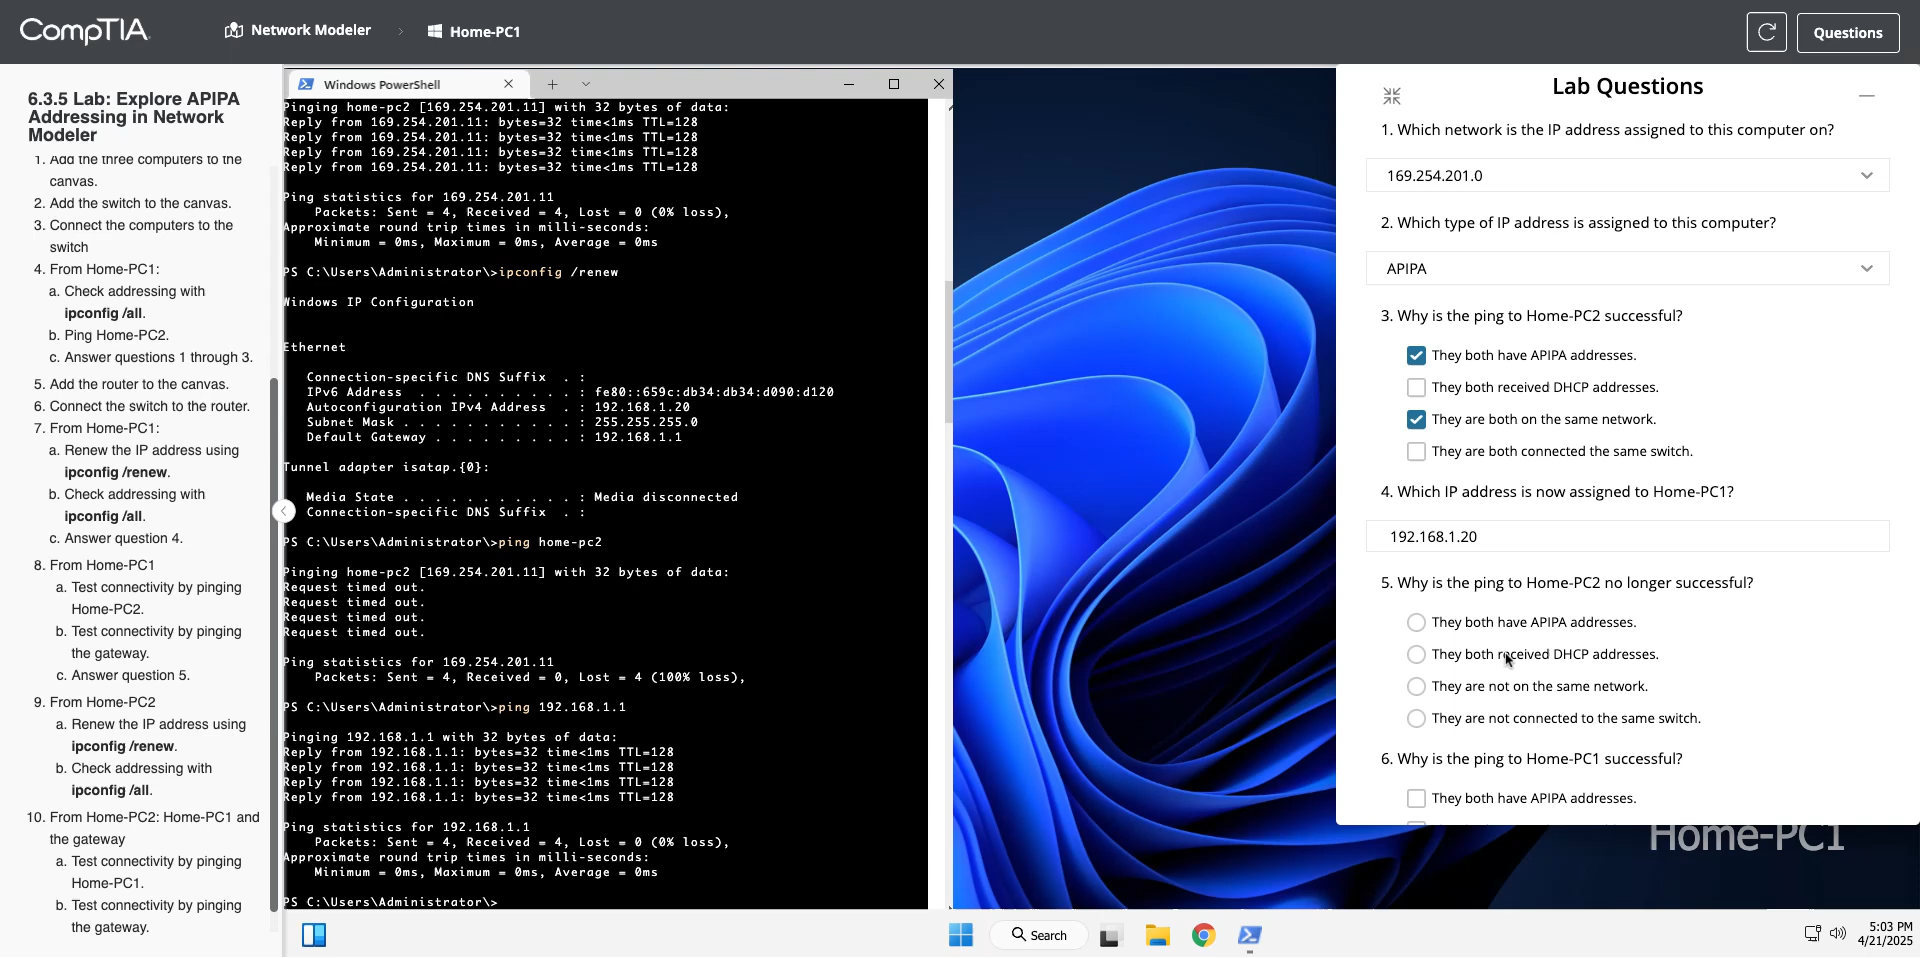 CompTIA
Network Modeler
Home-PC1
Questions
6.3.5 Lab: Explore APIPA
Addressing in Network
Modeler
1. Add the three computers to the
canvas.
2. Add the switch to the canvas.
3. Connect the computers to the
switch
4. From Home-PC1:
a. Check addressing with
ipconfig /all.
b. Ping Home-PC2.
c. Answer questions 1 through 3.
5. Add the router to the canvas.
6. Connect the switch to the router.
7. From Home-PC1:
a. Renew the IP address using
ipconfig /renew.
b. Check addressing with
ipconfig /all.
c. Answer question 4.
8. From Home-PC1
a. Test connectivity by pinging
Home-PC2.
b. Test connectivity by pinging
the gateway.
c. Answer question 5.
9. From Home-PC2
a. Renew the IP address using
ipconfig /renew.
b. Check addressing with
ipconfig /all.
10. From Home-PC2: Home-PC1 and
the gateway
a. Test connectivity by pinging
Home-PC1.
b. Test connectivity by pinging
the gateway.
Windows PowerShell
Pinging home-pc2 [169.254.201.11] with 32 bytes of data:
Reply from 169.254.201.11: bytes=32 time<1ms TTL=128
Reply from 169.254.201.11: bytes=32 time<1ms TTL=128
Reply from 169.254.201.11: bytes=32 time<1ms TTL=128
Reply from 169.254.201.11: bytes=32 time<1ms TTL=128
Ping statistics for 169.254.201.11
Packets: Sent = 4, Received = 4, Lost = 0 (0% loss),
Approximate round trip times in milli-seconds:
Minimum = 0ms, Maximum = 0ms, Average = 0ms
PS C:\Users\Administrator\>ipconfig /renew
Windows IP Configuration
Ethernet
Connection-specific DNS Suffix . :
IPv6 Address . . . . . . . . . . : fe80::659c:db34:db34:d090:d120
Autoconfiguration IPv4 Address . : 192.168.1.20
Subnet Mask . . . . . . . . . . . : 255.255.255.0
Default Gateway . . . . . . . . . : 192.168.1.1
Tunnel adapter isatap.{0}:
Media State . . . . . . . . . . . : Media disconnected
Connection-specific DNS Suffix . :
PS C:\Users\Administrator\>ping home-pc2
Pinging home-pc2 [169.254.201.11] with 32 bytes of data:
Request timed out.
Request timed out.
Request timed out.
Request timed out.
Ping statistics for 169.254.201.11
Packets: Sent = 4, Received = 0, Lost = 4 (100% loss),
PS C:\Users\Administrator\>ping 192.168.1.1
Pinging 192.168.1.1 with 32 bytes of data:
Reply from 192.168.1.1: bytes=32 time<1ms TTL=128
Reply from 192.168.1.1: bytes=32 time<1ms TTL=128
Reply from 192.168.1.1: bytes=32 time<1ms TTL=128
Reply from 192.168.1.1: bytes=32 time<1ms TTL=128
Ping statistics for 192.168.1.1
Packets: Sent = 4, Received = 4, Lost = 0 (0% loss),
Approximate round trip times in milli-seconds:
Minimum = 0ms, Maximum = 0ms, Average = 0ms
PS C:\Users\Administrator\>
Lab Questions
1. Which network is the IP address assigned to this computer on?
169.254.201.0
2. Which type of IP address is assigned to this computer?
APIPA
3. Why is the ping to Home-PC2 successful?
They both have APIPA addresses.
They both received DHCP addresses.
They are both on the same network.
They are both connected the same switch.
4. Which IP address is now assigned to Home-PC1?
192.168.1.20
5. Why is the ping to Home-PC2 no longer successful?
They both have APIPA addresses.
They both received DHCP addresses.
They are not on the same network.
They are not connected to the same switch.
6. Why is the ping to Home-PC1 successful?
They both have APIPA addresses.
Home-PC1
Search
5:03 PM
4/21/2025